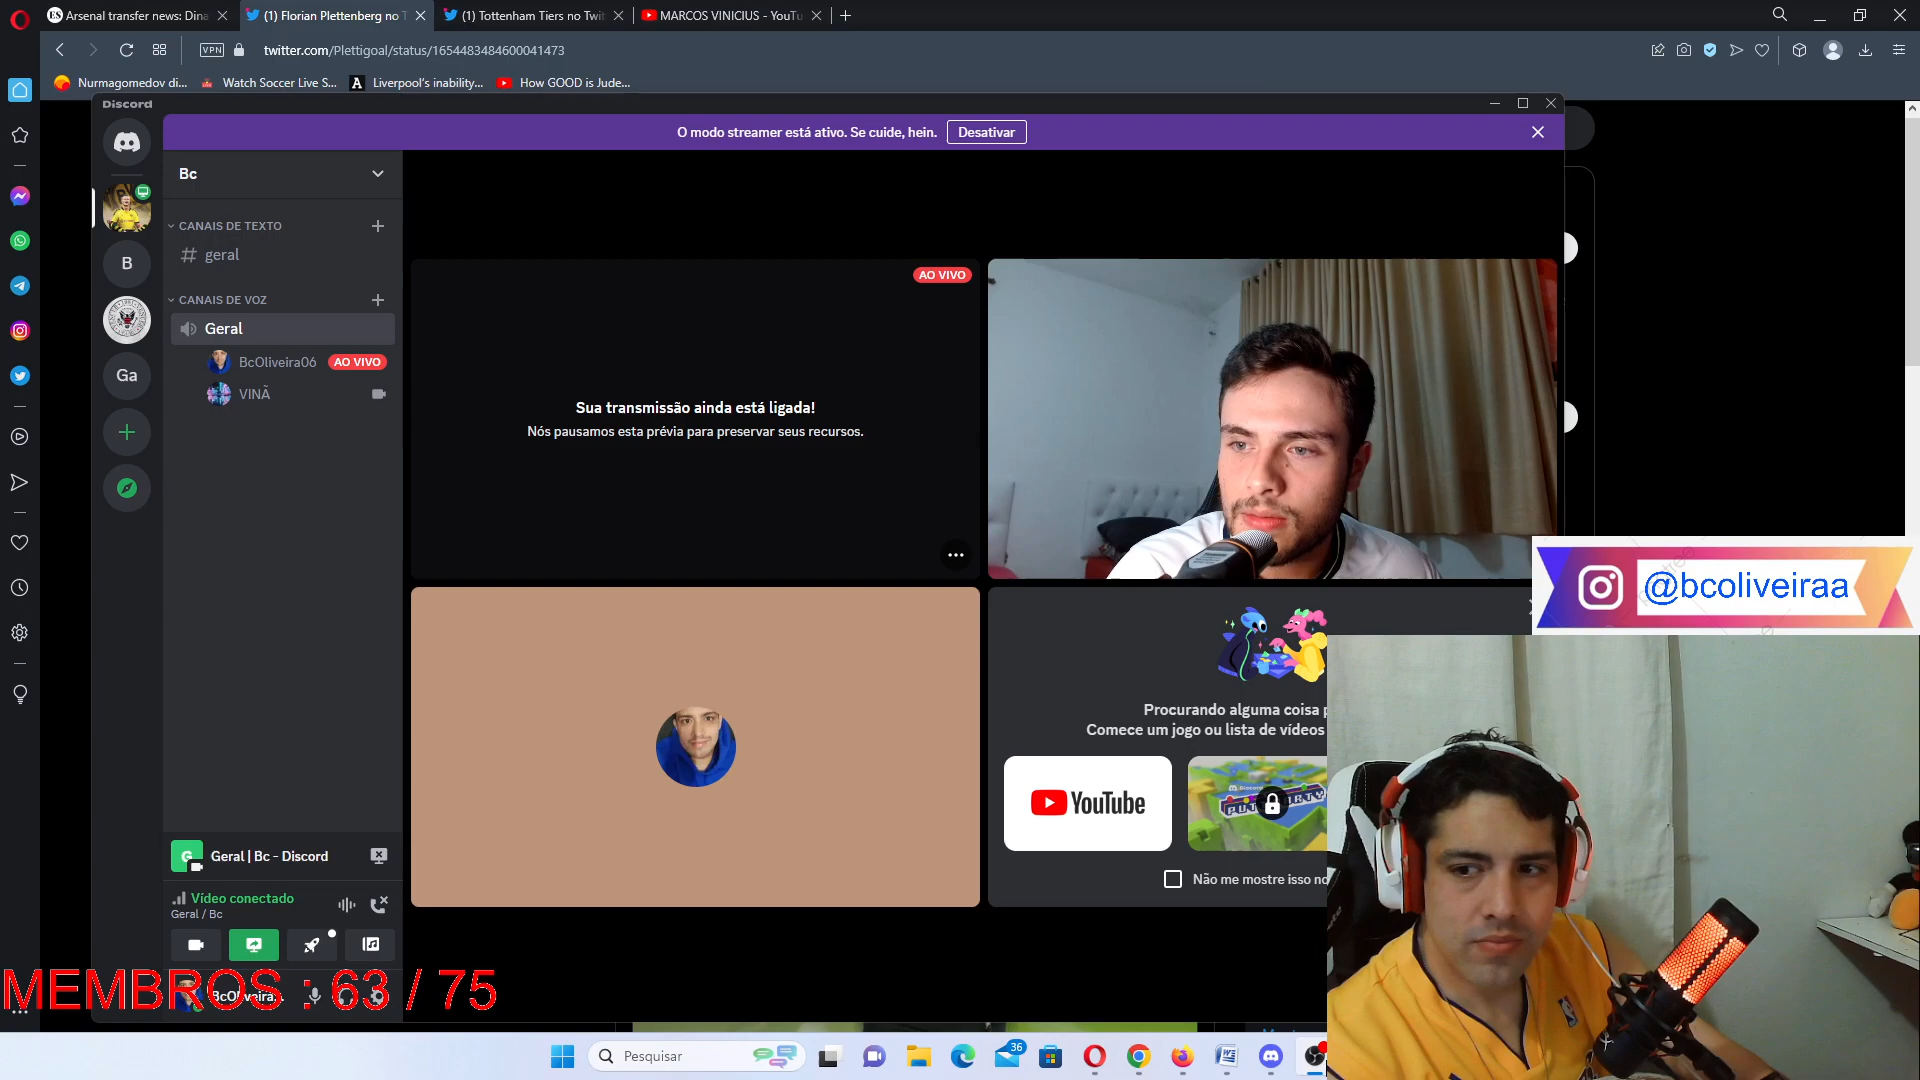 Arsenal transfer news: Dina
(1) Florian Plettenberg no T
(1) Tottenham Tiers no Twit
MARCOS VINICIUS - YouTu
VPN
twitter.com/Plettigoal/status/1654483484600041473
Nurmagomedov di...
Watch Soccer Live S...
Liverpool's inability...
How GOOD is Jude...
Discord
O modo streamer está ativo. Se cuide, hein.
Desativar
Bc
CANAIS DE TEXTO
geral
CANAIS DE VOZ
Geral
BcOliveira06
AO VIVO
VINÃ
B
Ga
AO VIVO
Sua transmissão ainda está ligada!
Nós pausamos esta prévia para preservar seus recursos.
@bcoliveiraa
Procurando alguma coisa p
Comece um jogo ou lista de vídeos
YouTube
Não me mostre isso no
G
Geral | Bc - Discord
Vídeo conectado
Geral / Bc
BcOliveira...
MEMBROS : 63 / 75
Pesquisar
36